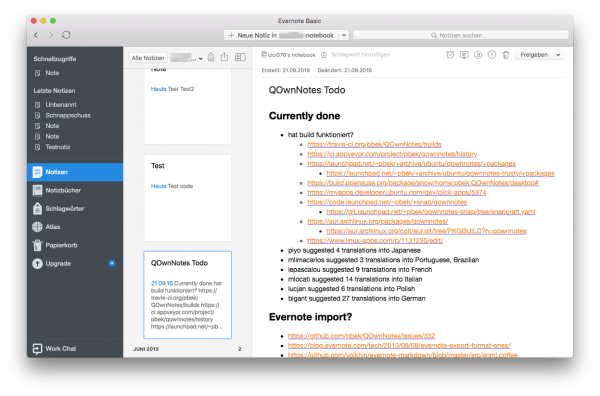 Evernote Basic
+ Neue Notiz in notebook
Notizen suchen
Schnellzugriffe
Note
Letzte Notizen
Unbenannt
Schnappschuss
Note
Note
Testnotiz
Notizen
Notizbücher
Schlagwörter
Atlas
Papierkorb
Upgrade
Work Chat
Alle Notizen
Note
Heute Test Test2
Test
Heute Test code
QOwnNotes Todo
21.09.16 Currently done hat
build funktioniert? https://
travis-ci.org/pbek/
QOwnNotes/builds https://
ci.appveyor.com/project/
pbek/qownnotes/history
https://launchpad.net/~pb...
JUNI 2013 2
cicl078's notebook Schlagwort hinzufügen
Freigeben
Erstellt: 21.09.2016 Geändert: 21.09.2016
QOwnNotes Todo
Currently done
hat build funktioniert?
https://travis-ci.org/pbek/QOwnNotes/builds
https://ci.appveyor.com/project/pbek/qownnotes/history
https://launchpad.net/~pbek/+archive/ubuntu/qownnotes/+packages
https://launchpad.net/~pbek/+archive/ubuntu/qownnotes-trusty/+packages
https://build.opensuse.org/package/show/home:pbek:QOwnNotes/desktop#
https://myapps.developer.ubuntu.com/dev/click-apps/5374
https://code.launchpad.net/~pbek/+snap/qownnotes
https://git.launchpad.net/~pbek/qownnotes-snap/tree/snapcraft.yaml
https://aur.archlinux.org/packages/qownnotes/
https://aur.archlinux.org/cgit/aur.git/tree/PKGBUILD?h=qownnotes
https://www.linux-apps.com/p/1131235/edit/
piyo suggested 4 translations into Japanese
mlimacarlos suggested 3 translations into Portuguese, Brazilian
lepascalou suggested 9 translations into French
mlocati suggested 14 translations into Italian
lucjan suggested 6 translations into Polish
bigant suggested 27 translations into German
Evernote import?
https://github.com/pbek/QOwnNotes/issues/332
https://blog.evernote.com/tech/2013/08/08/evernote-export-format-enex/
https://github.com/volkhin/evernote-markdown/blob/master/src/enml.coffee